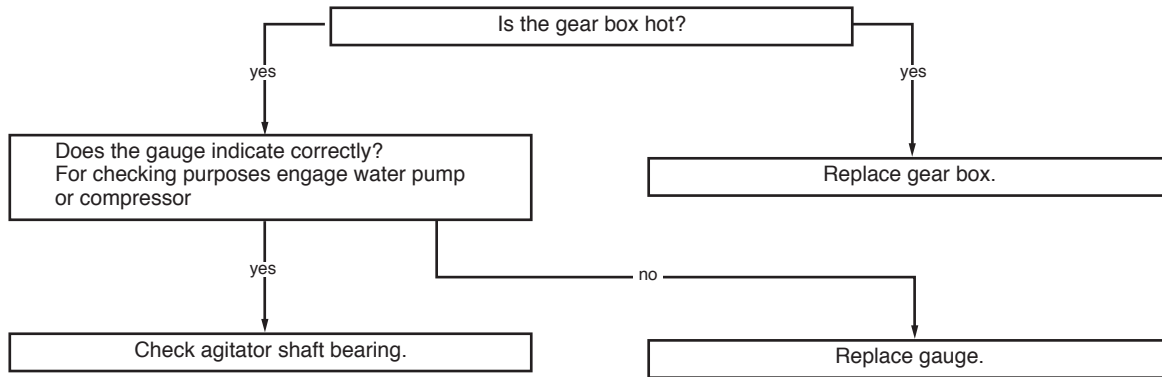 Is the gear box hot?
yes
yes
Does the gauge indicate correctly?
For checking purposes engage water pump
or compressor
Replace gear box.
yes
no
Check agitator shaft bearing.
Replace gauge.